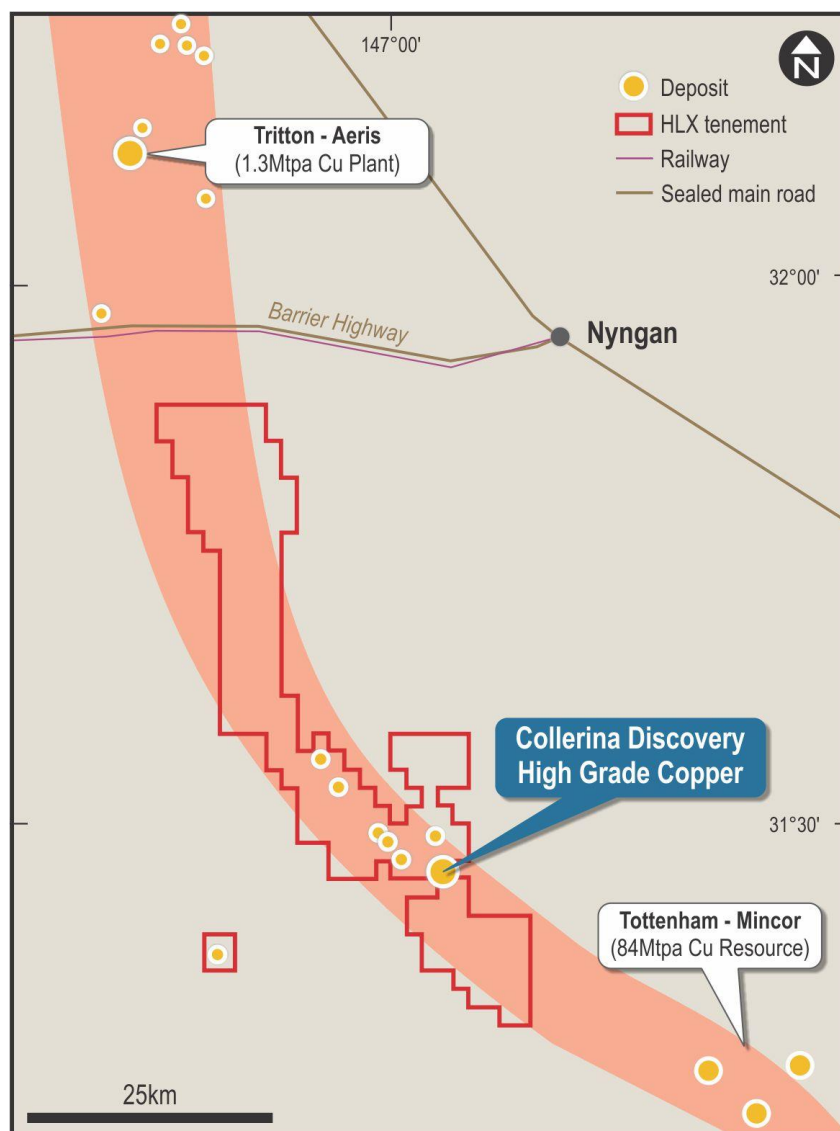 147°00'
N
Deposit
HLX tenement
Railway
Sealed main road
Tritton - Aeris
(1.3Mtpa Cu Plant)
32°00'
Barrier Highway
Nyngan
Collerina Discovery
High Grade Copper
31°30'
Tottenham - Mincor
(84Mtpa Cu Resource)
25km